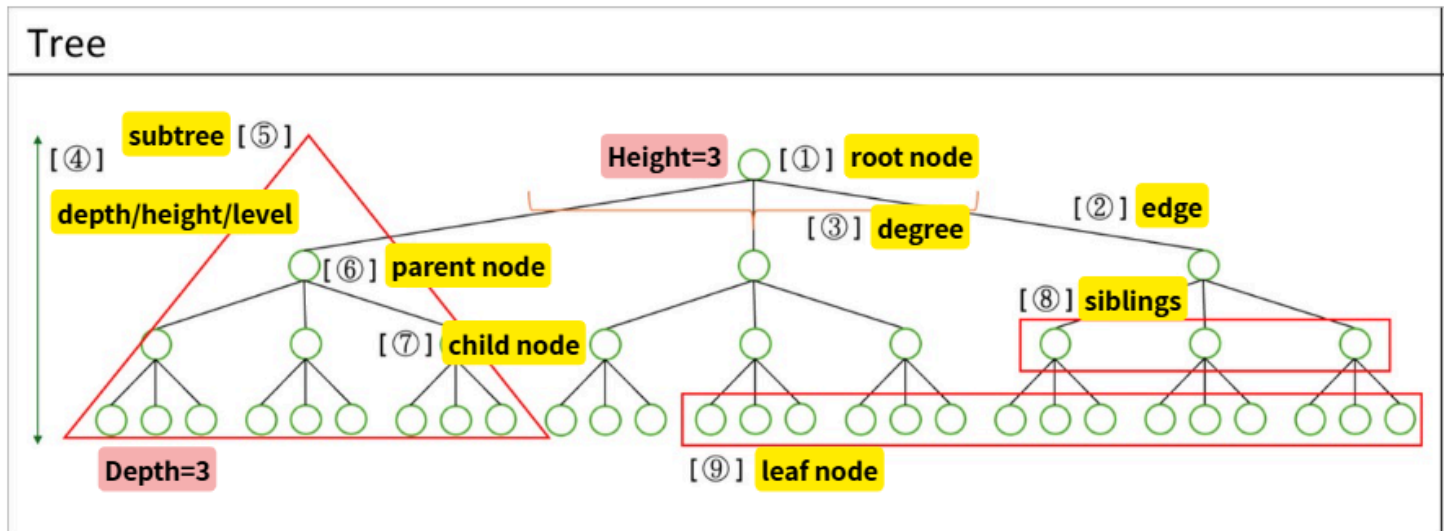 Tree
subtree [⑤]
[④]
Height=3 [①] root node
depth/height/level
[②] edge
[③] degree
[⑥] parent node
[⑧] siblings
[⑦] child node
Depth=3
[⑨] leaf node